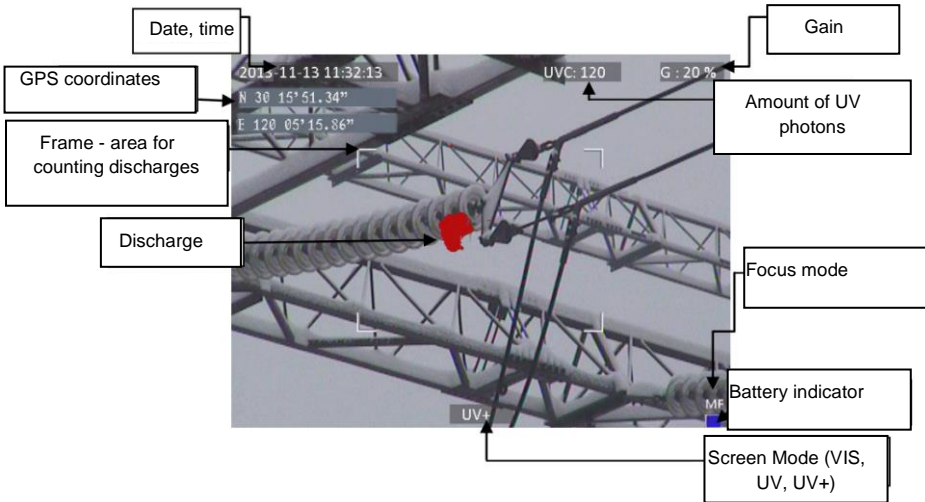 Date, time
Gain
GPS coordinates
2013-11-13 11:32:13
UVC: 120
G : 20 %
N 30 15'51.34"
E 120 05'15.86"
Amount of UV
photons
Frame - area for
counting discharges
Discharge
Focus mode
MF
Battery indicator
UV+
Screen Mode (VIS,
UV, UV+)